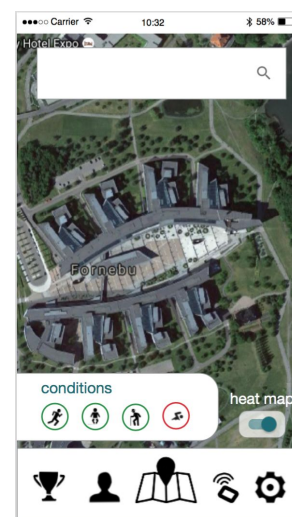 ●●●○○ Carrier 10:32 58%
y Hotel Expo
Fornebu
conditions
heat map